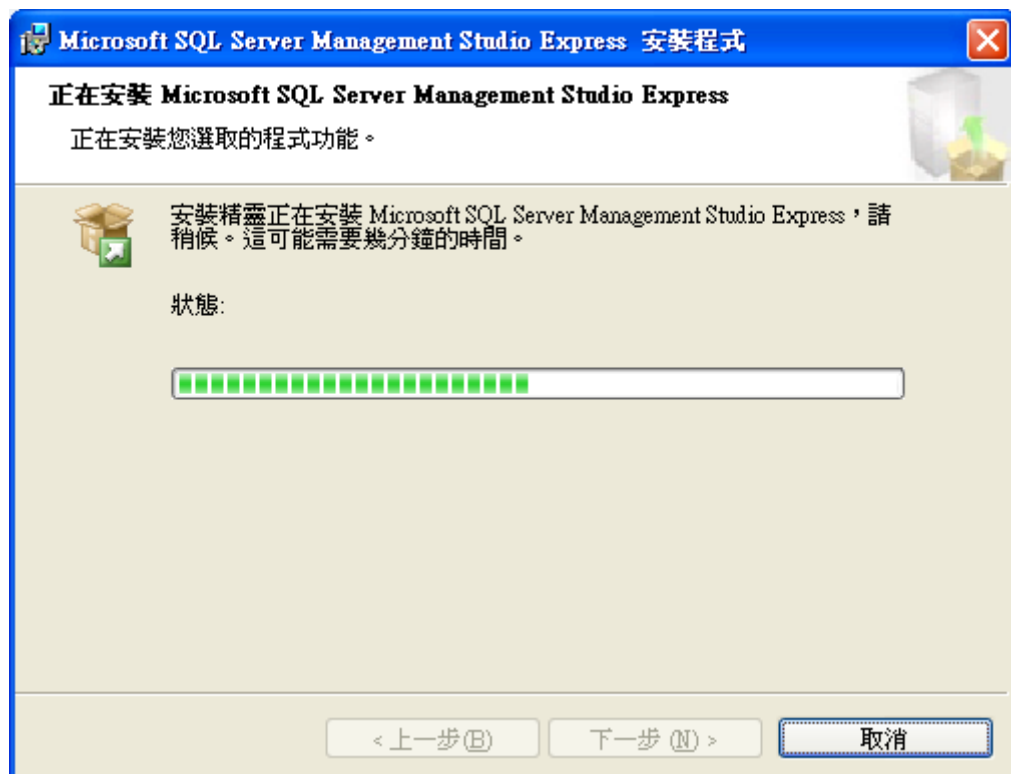 Microsoft SQL Server Management Studio Express 安裝程式
正在安裝 Microsoft SQL Server Management Studio Express
正在安裝您選取的程式功能。
安裝精靈正在安裝 Microsoft SQL Server Management Studio Express，請
稍候。這可能需要幾分鐘的時間。
狀態:
<上一步(B) 下一步(N)> 取消